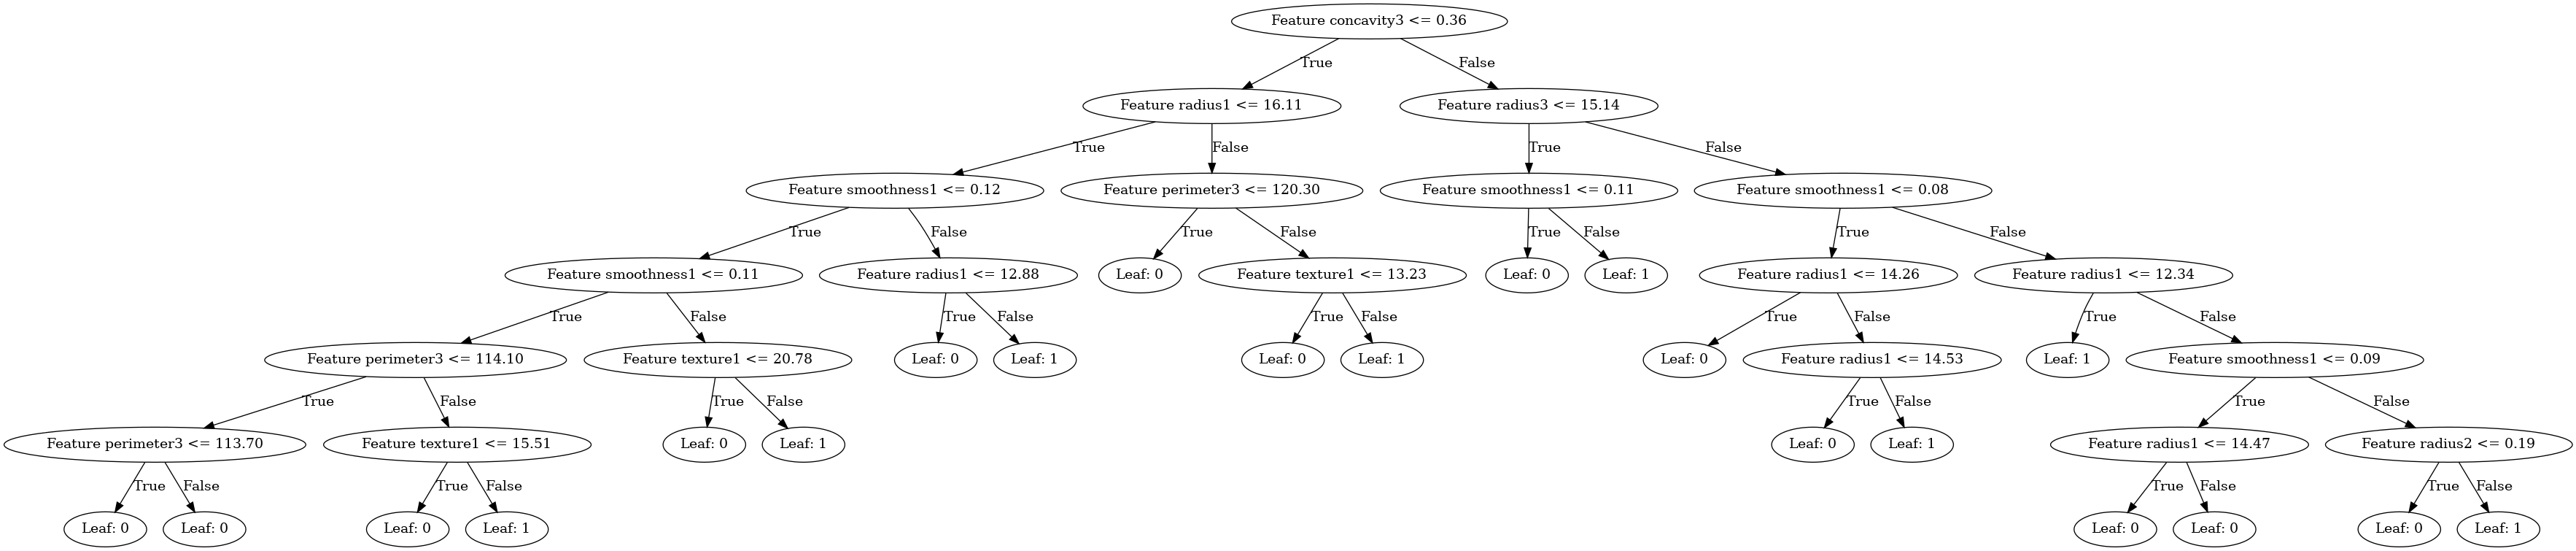 Feature concavity3 <= 0.36
True
False
Feature radius1 <= 16.11
Feature radius3 <= 15.14
True
False
True
False
Feature smoothness1 <= 0.12
Feature perimeter3 <= 120.30
Feature smoothness1 <= 0.11
Feature smoothness1 <= 0.08
True
False
True
False
True
False
True
False
Feature smoothness1 <= 0.11
Feature radius1 <= 12.88
Leaf: 0
Feature texture1 <= 13.23
Leaf: 0
Leaf: 1
Feature radius1 <= 14.26
Feature radius1 <= 12.34
True
False
True
False
True
False
True
False
True
False
Feature perimeter3 <= 114.10
Feature texture1 <= 20.78
Leaf: 0
Leaf: 1
Leaf: 0
Leaf: 1
Leaf: 0
Feature radius1 <= 14.53
Leaf: 1
Feature smoothness1 <= 0.09
True
False
True
False
True
False
True
False
Feature perimeter3 <= 113.70
Feature texture1 <= 15.51
Leaf: 0
Leaf: 1
Leaf: 0
Leaf: 1
Feature radius1 <= 14.47
Feature radius2 <= 0.19
True
False
True
False
True
False
True
False
Leaf: 0
Leaf: 0
Leaf: 0
Leaf: 1
Leaf: 0
Leaf: 0
Leaf: 0
Leaf: 1